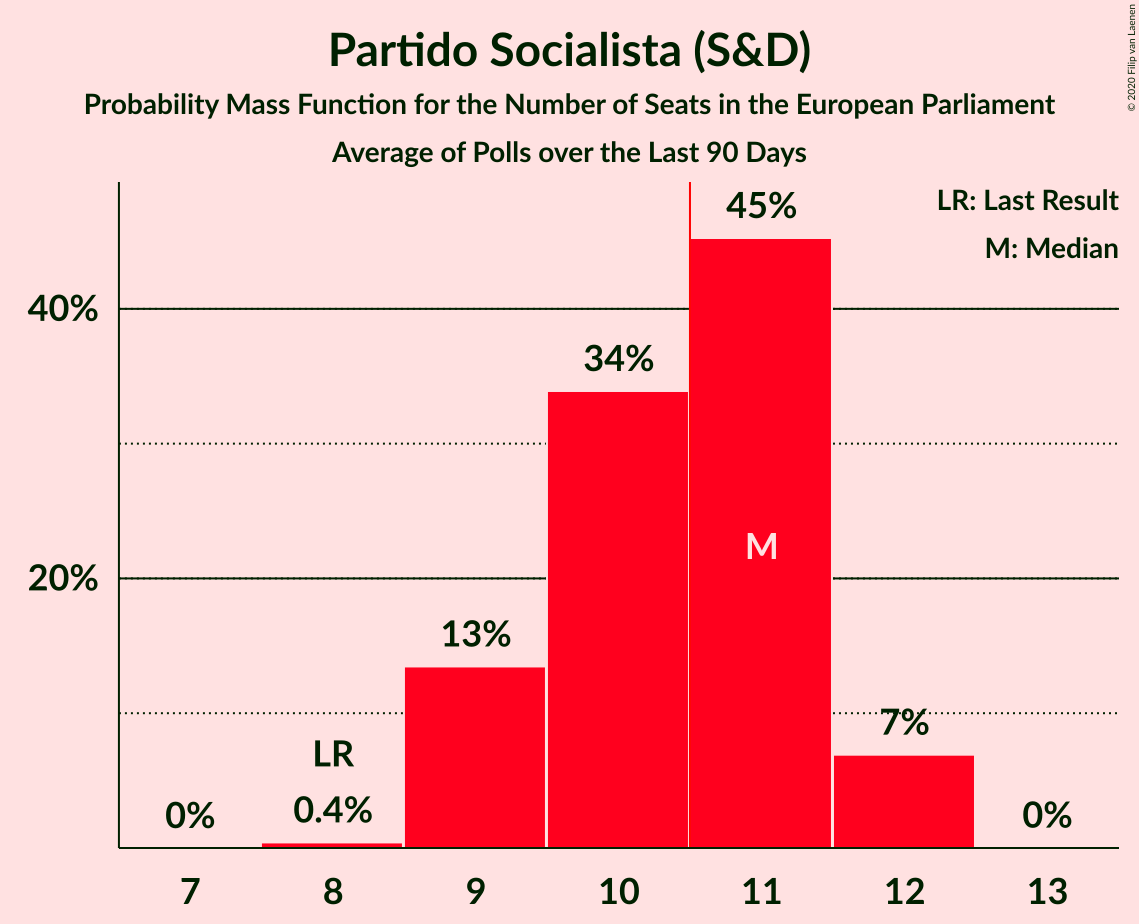 Partido Socialista (S&D)
Probability Mass Function for the Number of Seats in the European Parliament
Average of Polls over the Last 90 Days
© 2020 Filip van Laenen
LR: Last Result
M: Median
45%
40%
34%
M
20%
13%
7%
LR
0%
0.4%
0%
7 8 9 10 11 12 13